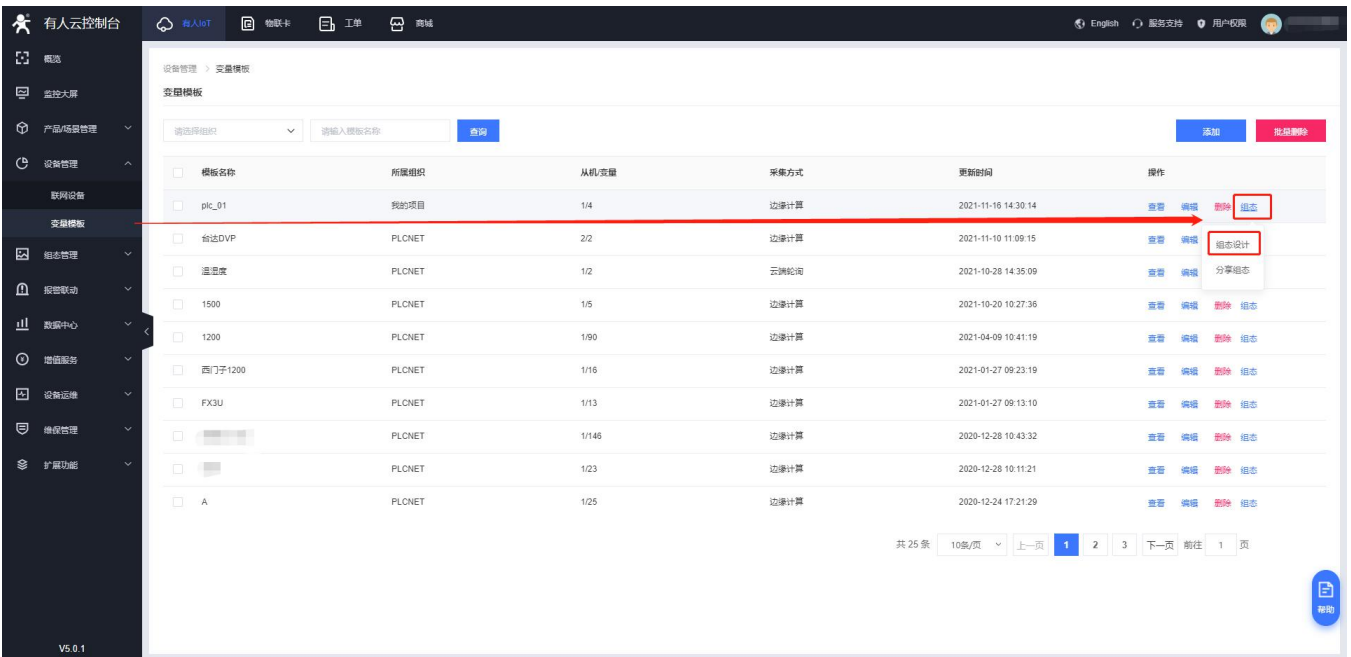 有人云控制台 有人IoT 物联卡 工单 商城 English 服务支持 用户权限
概览
监控大屏
产品/场景管理
设备管理
联网设备
变量模板
组态管理
报警联动
数据中心
增值服务
设备运维
维保管理
扩展功能
V5.0.1
设备管理 > 变量模板
变量模板
请选择组织 请输入模板名称 查询 添加 批量删除
模板名称 所属组织 从机/变量 采集方式 更新时间 操作
plc_01 我的项目 1/4 边缘计算 2021-11-16 14:30:14 查看 编辑 删除 组态
台达DVP PLCNET 2/2 边缘计算 2021-11-10 11:09:15 查看 编辑
组态设计
温湿度 PLCNET 1/2 云端轮询 2021-10-28 14:35:09 查看 编辑
分享组态
1500 PLCNET 1/5 边缘计算 2021-10-20 10:27:36 查看 编辑 删除 组态
1200 PLCNET 1/90 边缘计算 2021-04-09 10:41:19 查看 编辑 删除 组态
西门子1200 PLCNET 1/16 边缘计算 2021-01-27 09:23:19 查看 编辑 删除 组态
FX3U PLCNET 1/13 边缘计算 2021-01-27 09:13:10 查看 编辑 删除 组态
PLCNET 1/146 边缘计算 2020-12-28 10:43:32 查看 编辑 删除 组态
PLCNET 1/23 边缘计算 2020-12-28 10:11:21 查看 编辑 删除 组态
A PLCNET 1/25 边缘计算 2020-12-24 17:21:29 查看 编辑 删除 组态
共 25 条 10条/页 上一页 1 2 3 下一页 前往 1 页
帮助